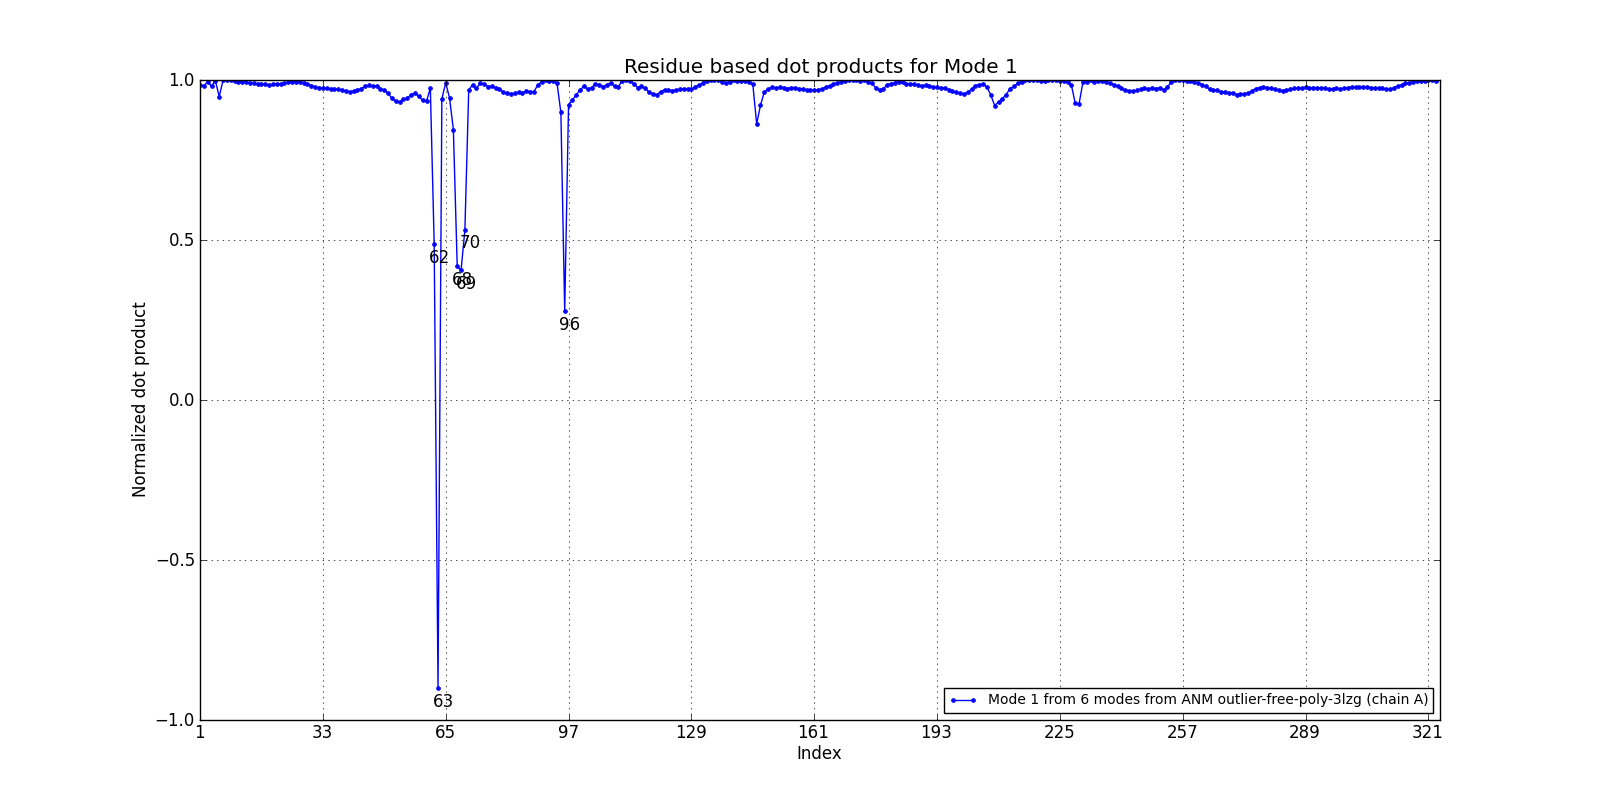 Residue based dot products for Mode 1
1.0
0.5
0.0
−0.5
−1.0
Normalized dot product
62
63
68
69
70
96
Mode 1 from 6 modes from ANM outlier-free-poly-3lzg (chain A)
1 33 65 97 129 161 193 225 257 289 321
Index